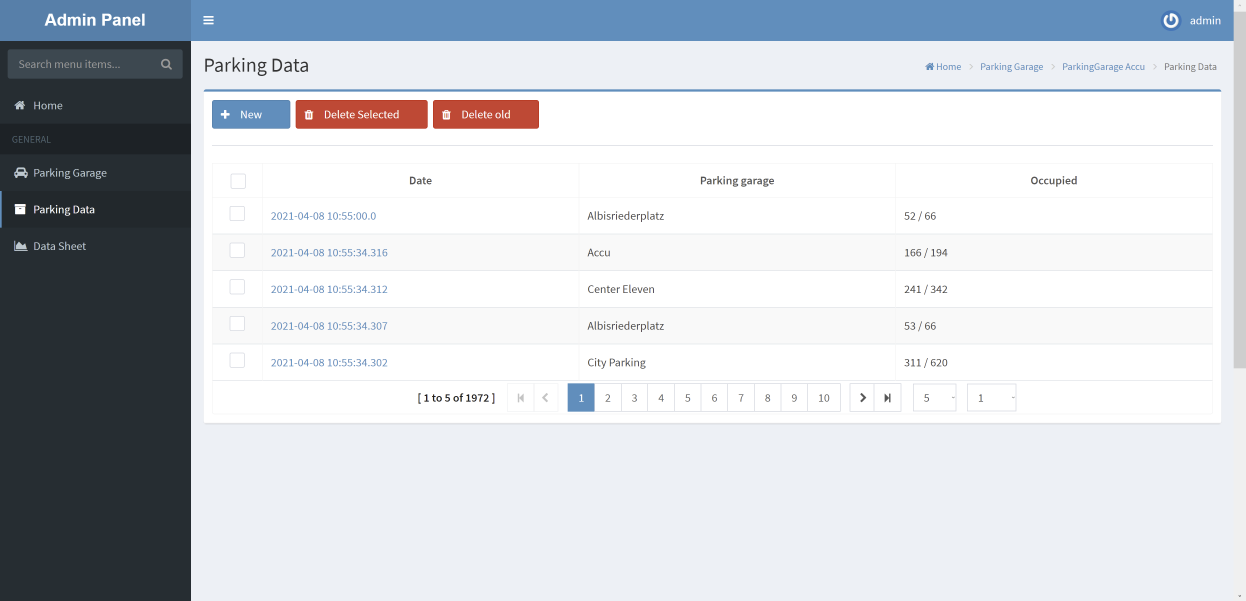 Admin Panel
admin
Search menu items...
Home
GENERAL
Parking Garage
Parking Data
Data Sheet
Parking Data
Home > Parking Garage > ParkingGarage Accu > Parking Data
New Delete Selected Delete old
Date Parking garage Occupied
2021-04-08 10:55:00.0 Albisriederplatz 52 / 66
2021-04-08 10:55:34.316 Accu 166 / 194
2021-04-08 10:55:34.312 Center Eleven 241 / 342
2021-04-08 10:55:34.307 Albisriederplatz 53 / 66
2021-04-08 10:55:34.302 City Parking 311 / 620
[ 1 to 5 of 1972 ] 1 2 3 4 5 6 7 8 9 10 5 1